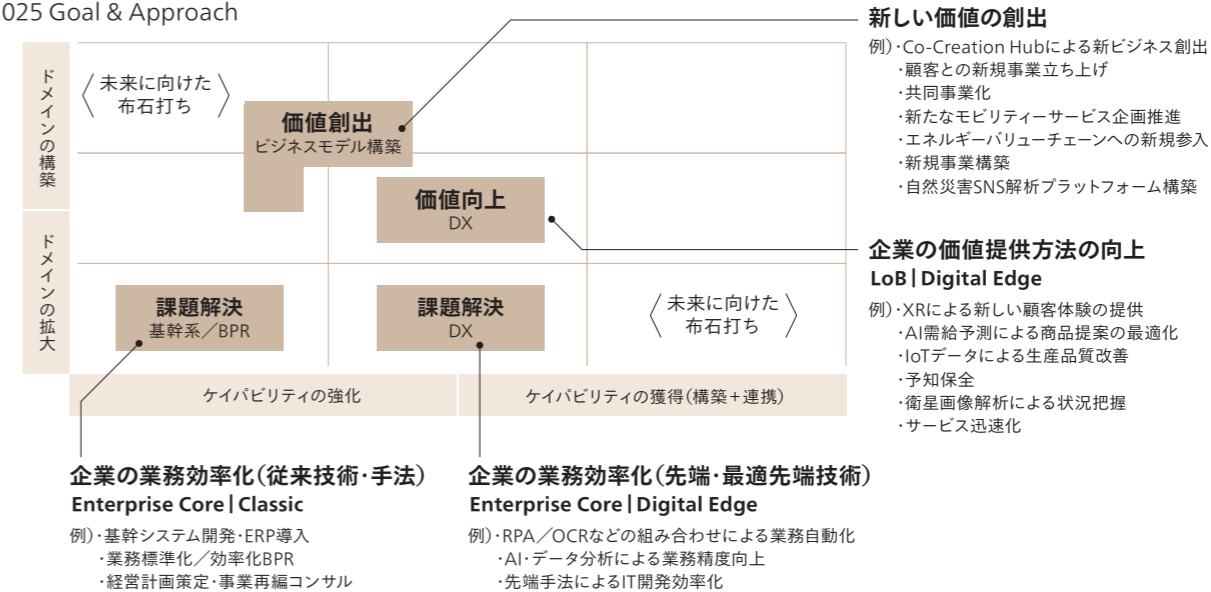 2025 Goal & Approach
ドメインの構築
ドメインの拡大
〈未来に向けた
布石打ち〉
価値創出
ビジネスモデル構築
価値向上
DX
課題解決
基幹系／BPR
課題解決
DX
〈未来に向けた
布石打ち〉
ケイパビリティの強化
ケイパビリティの獲得（構築＋連携）
新しい価値の創出
例）・Co-Creation Hubによる新ビジネス創出
・顧客との新規事業立ち上げ
・共同事業化
・新たなモビリティーサービス企画推進
・エネルギーバリューチェーンへの新規参入
・新規事業構築
・自然災害SNS解析プラットフォーム構築
企業の価値提供方法の向上
LoB | Digital Edge
例）・XRによる新しい顧客体験の提供
・AI需給予測による商品提案の最適化
・IoTデータによる生産品質改善
・予知保全
・衛星画像解析による状況把握
・サービス迅速化
企業の業務効率化（従来技術・手法）
Enterprise Core | Classic
例）・基幹システム開発・ERP導入
・業務標準化／効率化BPR
・経営計画策定・事業再編コンサル
企業の業務効率化（先端・最適先端技術）
Enterprise Core | Digital Edge
例）・RPA／OCRなどの組み合わせによる業務自動化
・AI・データ分析による業務精度向上
・先端手法によるIT開発効率化